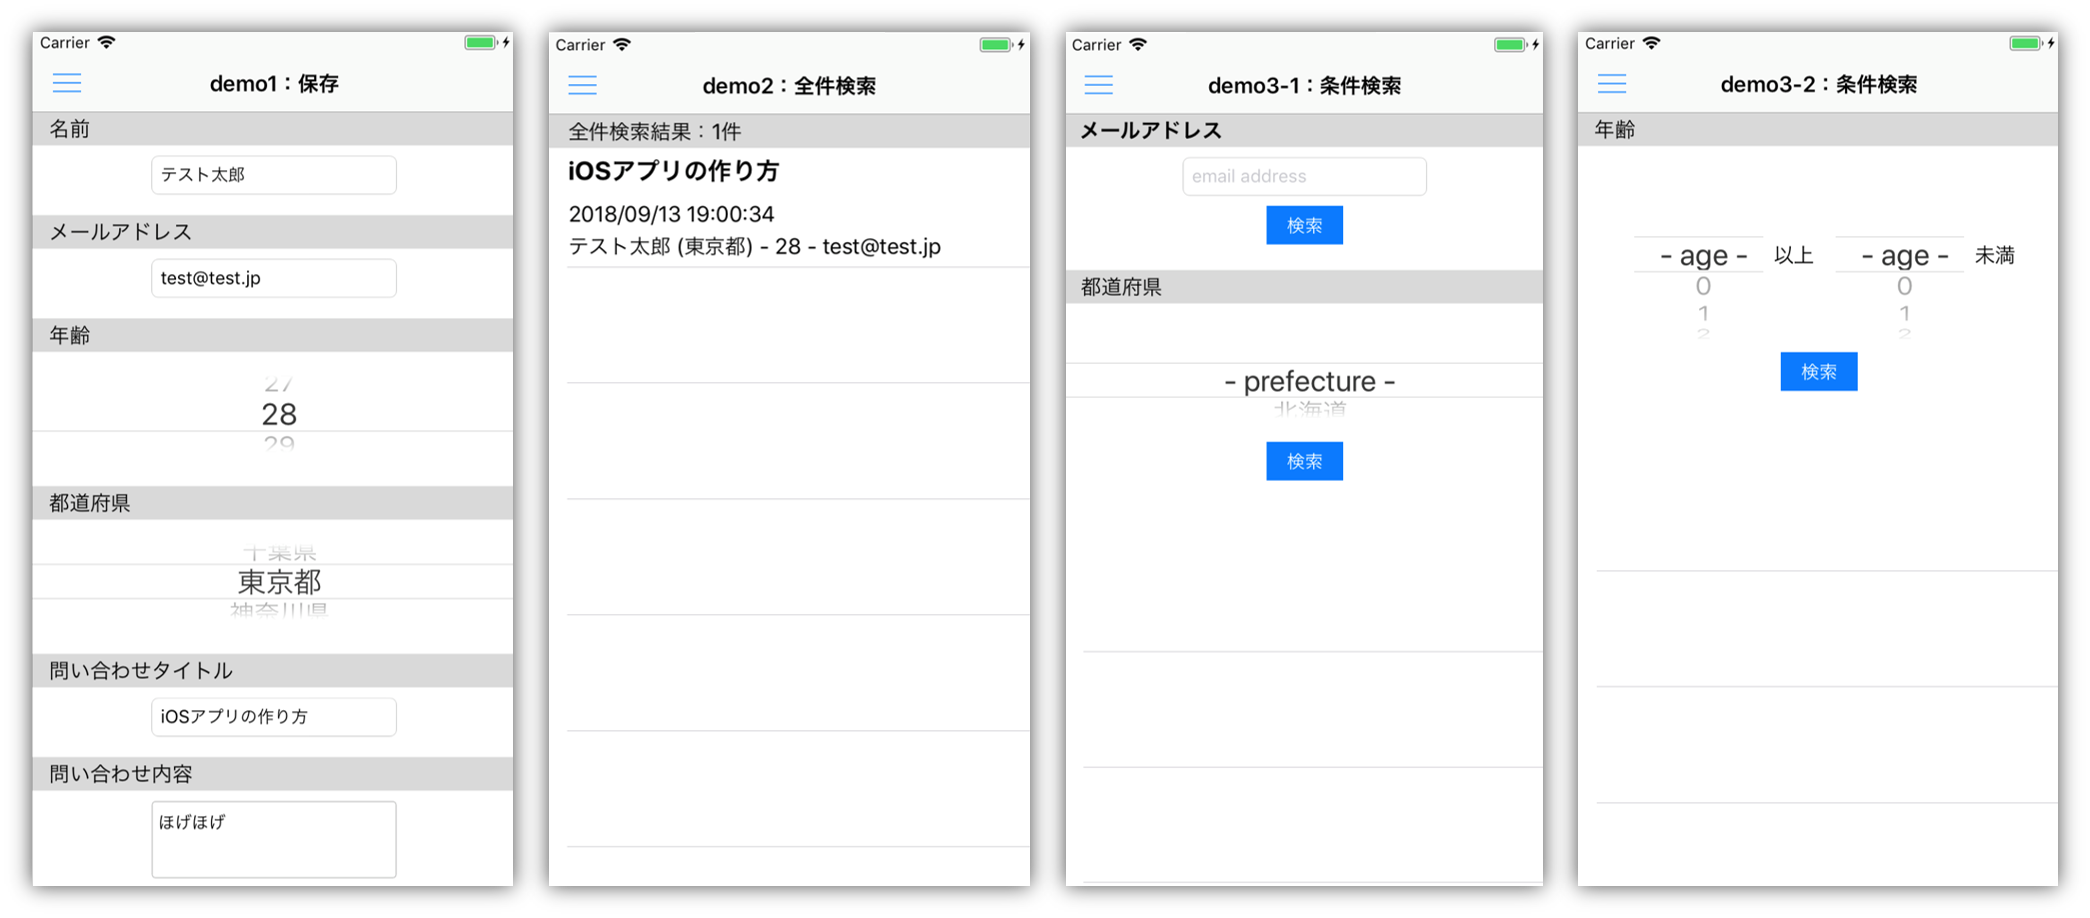 Carrier
demo1：保存
名前
テスト太郎
メールアドレス
test@test.jp
年齢
27
28
29
都道府県
千葉県
東京都
神奈川県
問い合わせタイトル
iOSアプリの作り方
問い合わせ内容
ほげほげ
Carrier
demo2：全件検索
全件検索結果：1件
iOSアプリの作り方
2018/09/13 19:00:34
テスト太郎 (東京都) - 28 - test@test.jp
Carrier
demo3-1：条件検索
メールアドレス
email address
検索
都道府県
- prefecture -
北海道
検索
Carrier
demo3-2：条件検索
年齢
- age - 以上 - age - 未満
0 0
1 1
2 2
検索